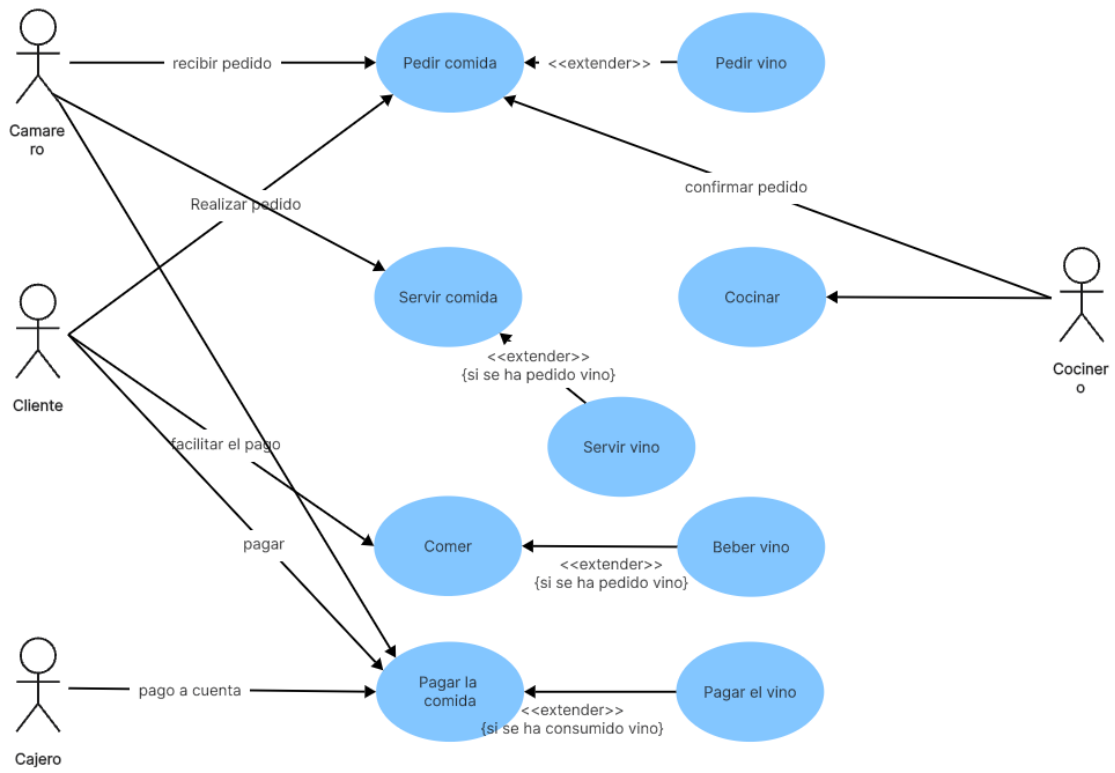 recibir pedido
Pedir comida
<<extender>>
Pedir vino
Camare
ro
confirmar pedido
Realizar pedido
Servir comida
Cocinar
<<extender>>
{si se ha pedido vino}
Cociner
o
Cliente
facilitar el pago
Servir vino
pagar
Comer
Beber vino
<<extender>>
{si se ha pedido vino}
pago a cuenta
Pagar la
comida
Pagar el vino
<<extender>>
{si se ha consumido vino}
Cajero